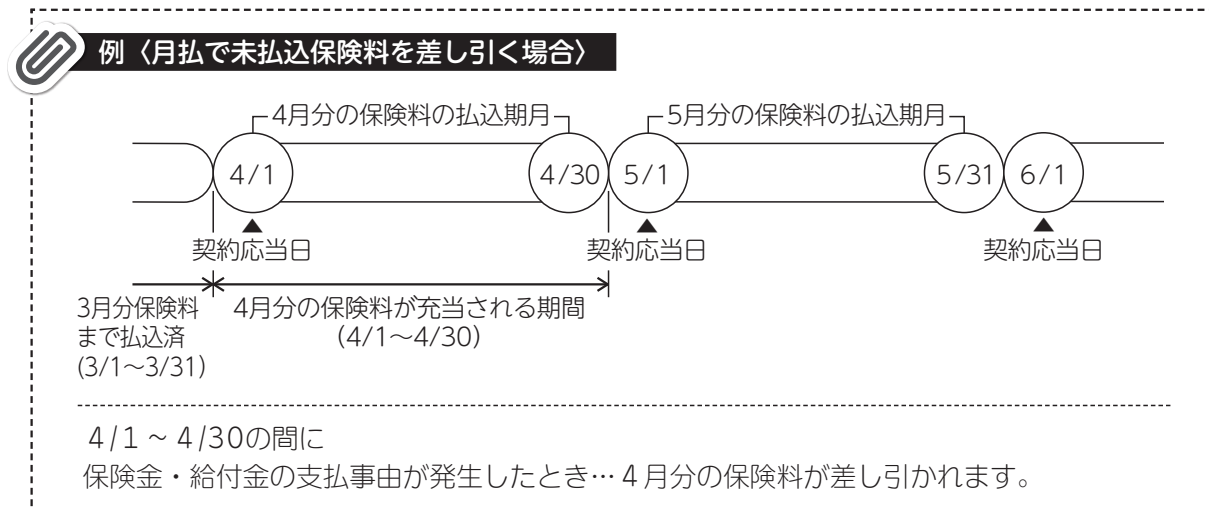 例〈月払で未払込保険料を差し引く場合〉
4月分の保険料の払込期月
5月分の保険料の払込期月
4/1
4/30
5/1
5/31
6/1
▲
▲
▲
契約応当日
契約応当日
契約応当日
3月分保険料
まで払込済
(3/1～3/31)
4月分の保険料が充当される期間
(4/1～4/30)
4/1～4/30の間に
保険金・給付金の支払事由が発生したとき…4月分の保険料が差し引かれます。